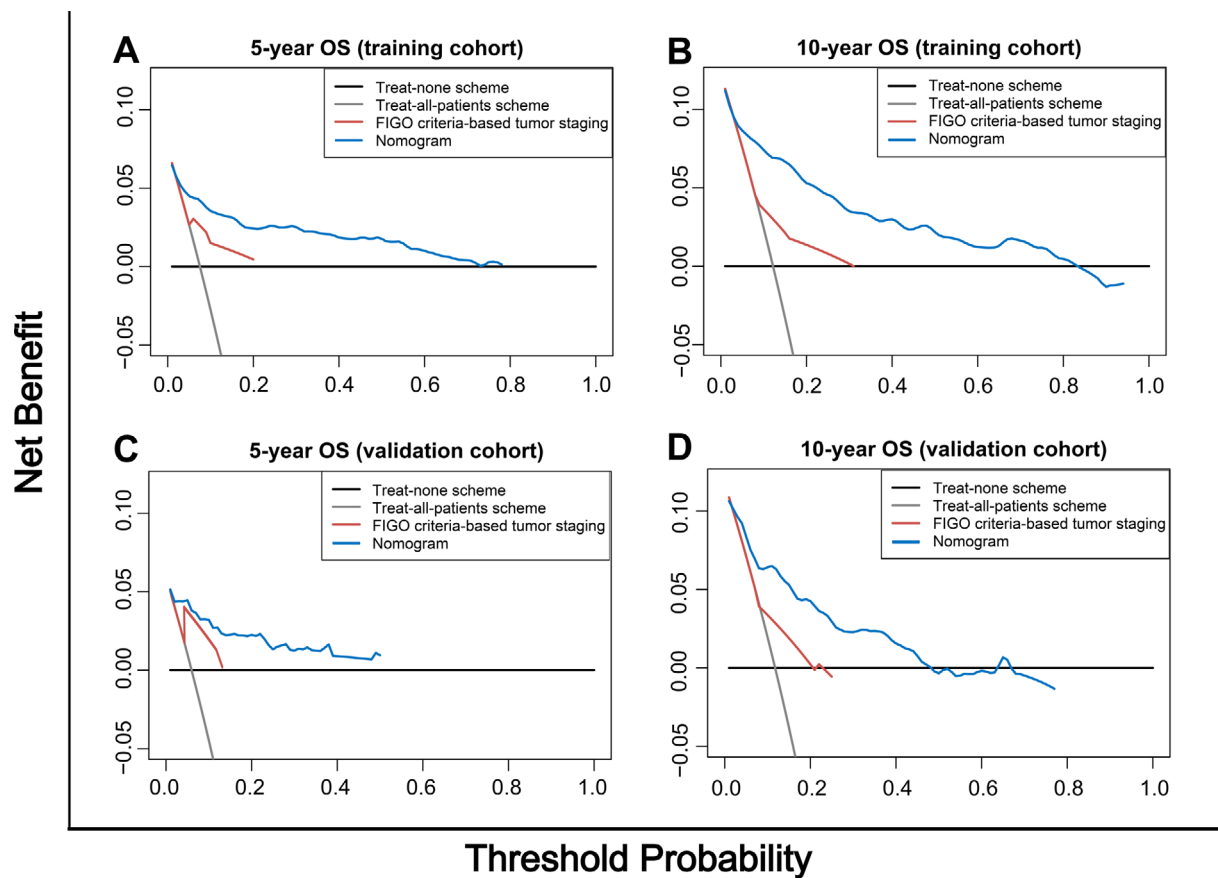 A
5-year OS (training cohort)
Treat-none scheme
Treat-all-patients scheme
FIGO criteria-based tumor staging
Nomogram
0.10
0.05
0.00
−0.05
0.0 0.2 0.4 0.6 0.8 1.0
B
10-year OS (training cohort)
Treat-none scheme
Treat-all-patients scheme
FIGO criteria-based tumor staging
Nomogram
0.10
0.05
0.00
−0.05
0.0 0.2 0.4 0.6 0.8 1.0
C
5-year OS (validation cohort)
Treat-none scheme
Treat-all-patients scheme
FIGO criteria-based tumor staging
Nomogram
0.10
0.05
0.00
−0.05
0.0 0.2 0.4 0.6 0.8 1.0
D
10-year OS (validation cohort)
Treat-none scheme
Treat-all-patients scheme
FIGO criteria-based tumor staging
Nomogram
0.10
0.05
0.00
−0.05
0.0 0.2 0.4 0.6 0.8 1.0
Net Benefit
Threshold Probability